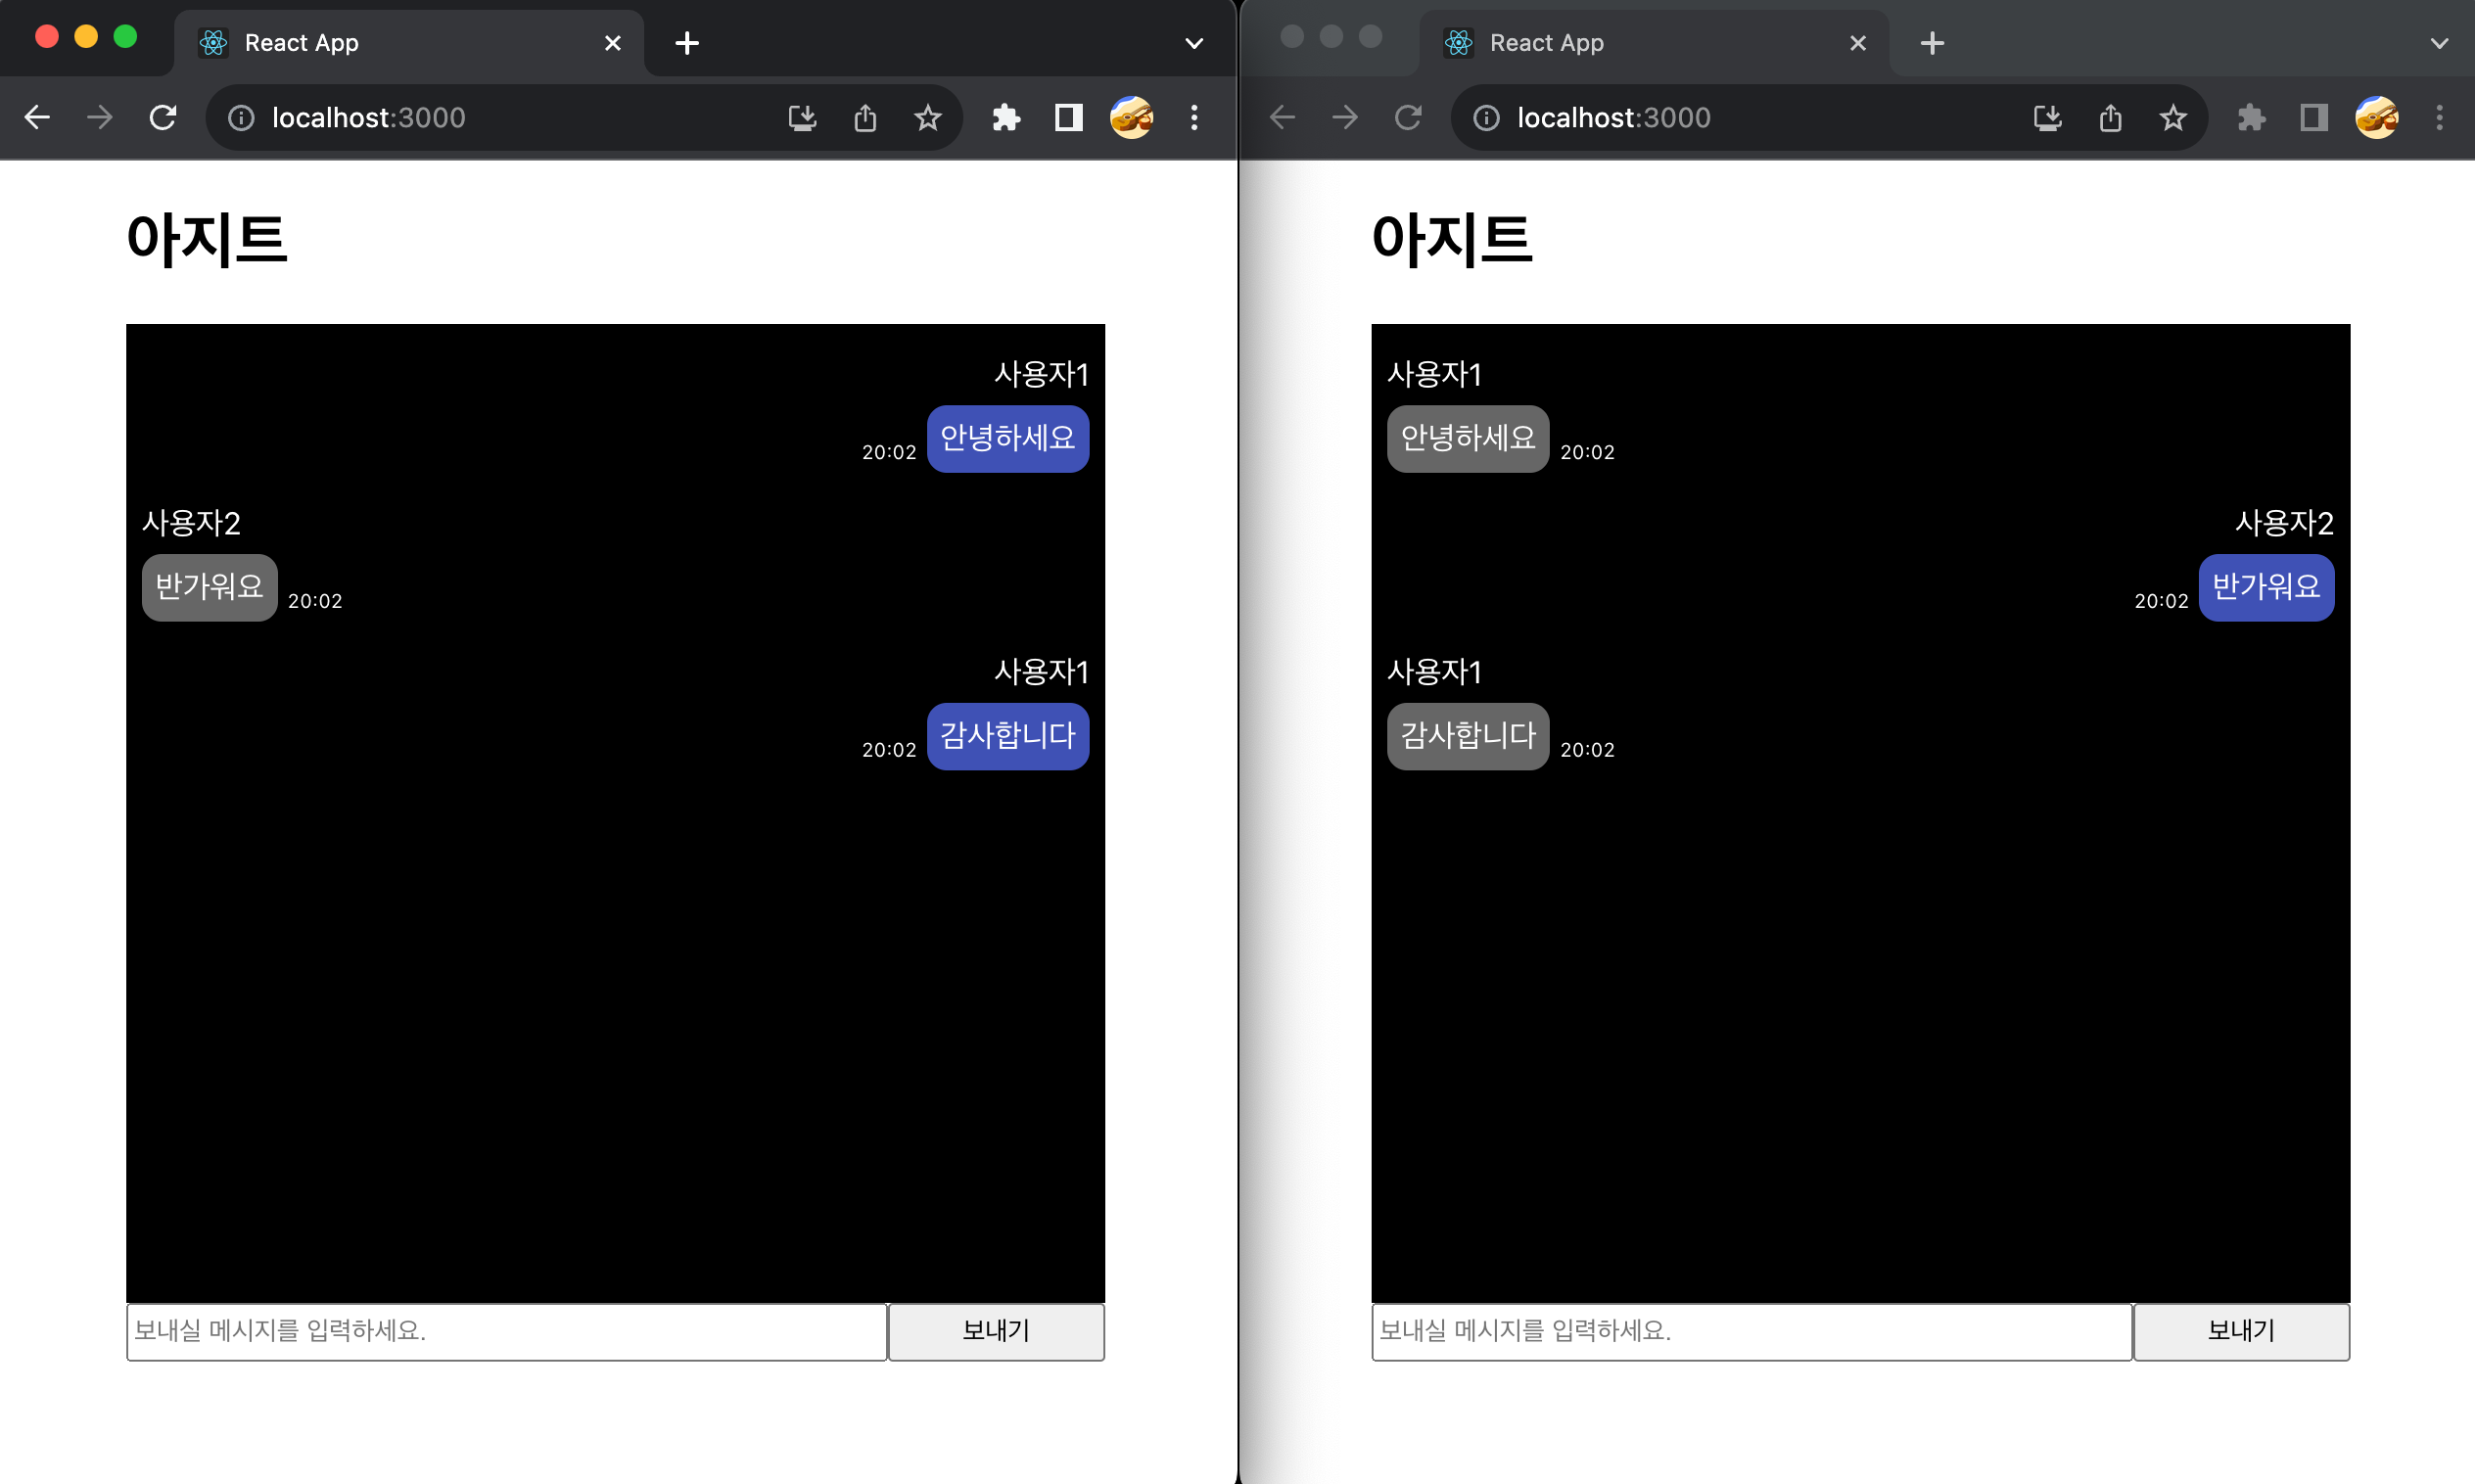 React App
localhost:3000
아지트
사용자1
20:02 안녕하세요
사용자2
반가워요 20:02
사용자1
20:02 감사합니다
보내실 메시지를 입력하세요. 보내기
React App
localhost:3000
아지트
사용자1
안녕하세요 20:02
사용자2
20:02 반가워요
사용자1
감사합니다 20:02
보내실 메시지를 입력하세요. 보내기